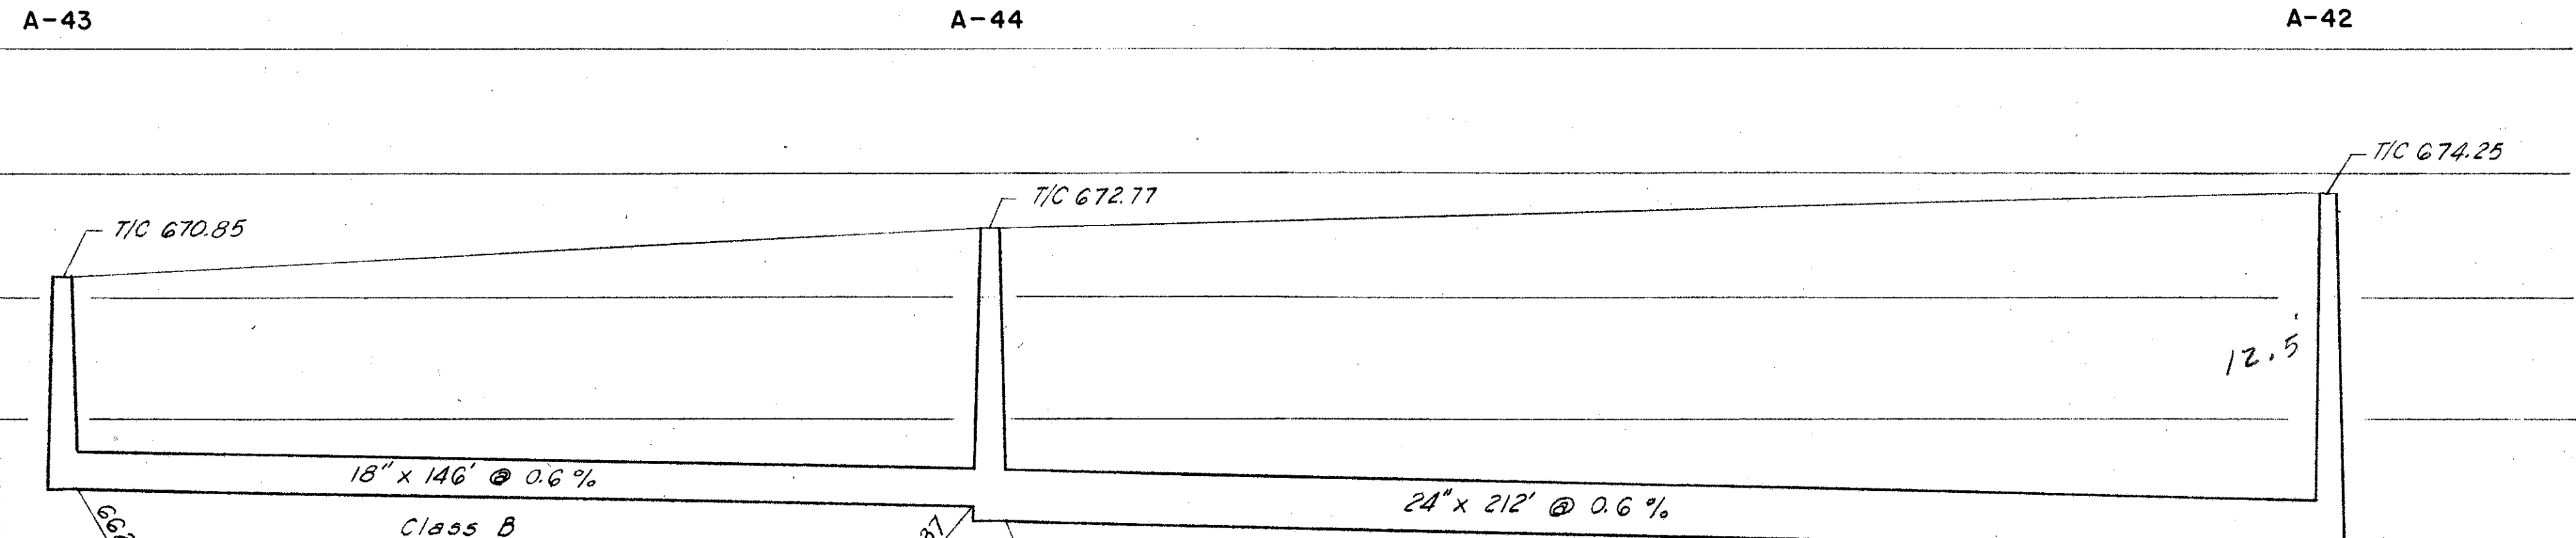 A-43
A-44
A-42
T/C 674.25
T/C 672.77
T/C 670.85
12.5'
18" x 146' @ 0.6 %
24" x 212' @ 0.6 %
Class B